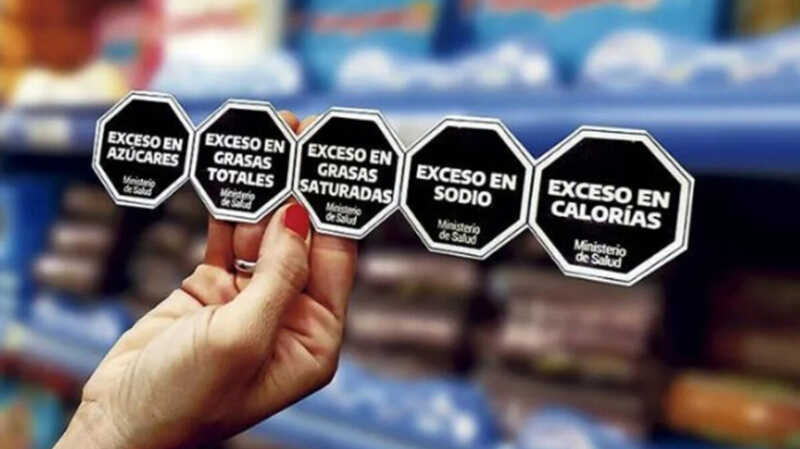 EXCESO EN
AZÚCARES
Ministerio
de Salud
EXCESO EN
GRASAS
TOTALES
Ministerio
de Salud
EXCESO EN
GRASAS
SATURADAS
Ministerio
de Salud
EXCESO EN
SODIO
Ministerio
de Salud
EXCESO EN
CALORÍAS
Ministerio
de Salud